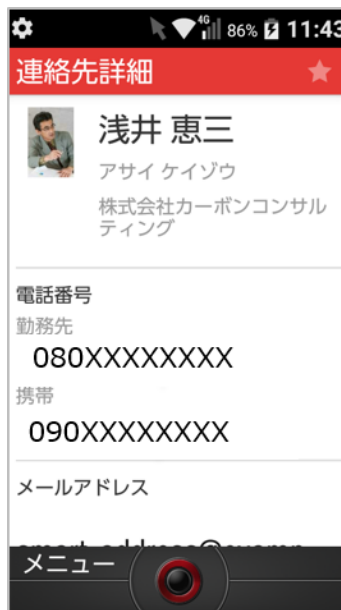 4G 86% 11:43
連絡先詳細
浅井 恵三
アサイ ケイゾウ
株式会社カーボンコンサル
ティング
電話番号
勤務先
080XXXXXXXX
携帯
090XXXXXXXX
メールアドレス
メニュー